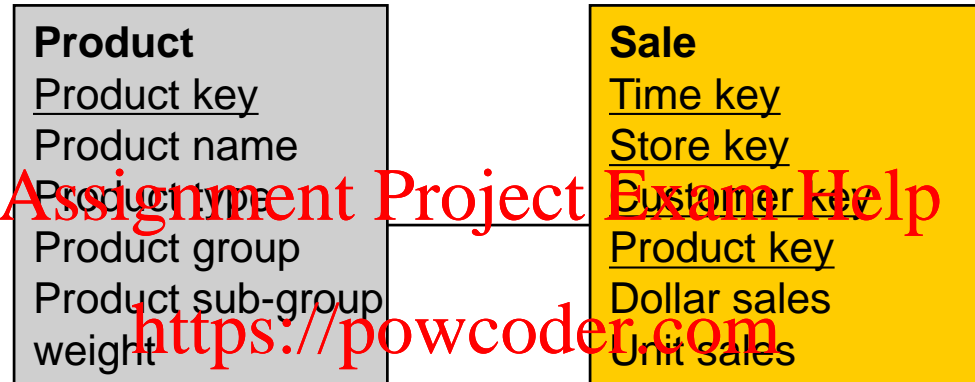 Product
Product key
Product name
Product type
Product group
Product sub-group
weight
Sale
Time key
Store key
Customer key
Product key
Dollar sales
Unit sales
Assignment Project Exam Help
https://powcoder.com